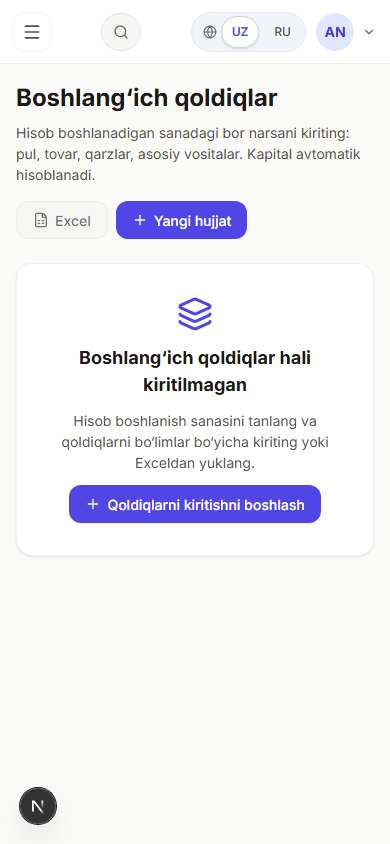 UZ RU AN
Boshlang‘ich qoldiqlar
Hisob boshlanadigan sanadagi bor narsani kiriting:
pul, tovar, qarzlar, asosiy vositalar. Kapital avtomatik
hisoblanadi.
Excel
Yangi hujjat
Boshlang‘ich qoldiqlar hali
kiritilmagan
Hisob boshlanish sanasini tanlang va
qoldiqlarni bo‘limlar bo‘yicha kiriting yoki
Exceldan yuklang.
Qoldiqlarni kiritishni boshlash
N